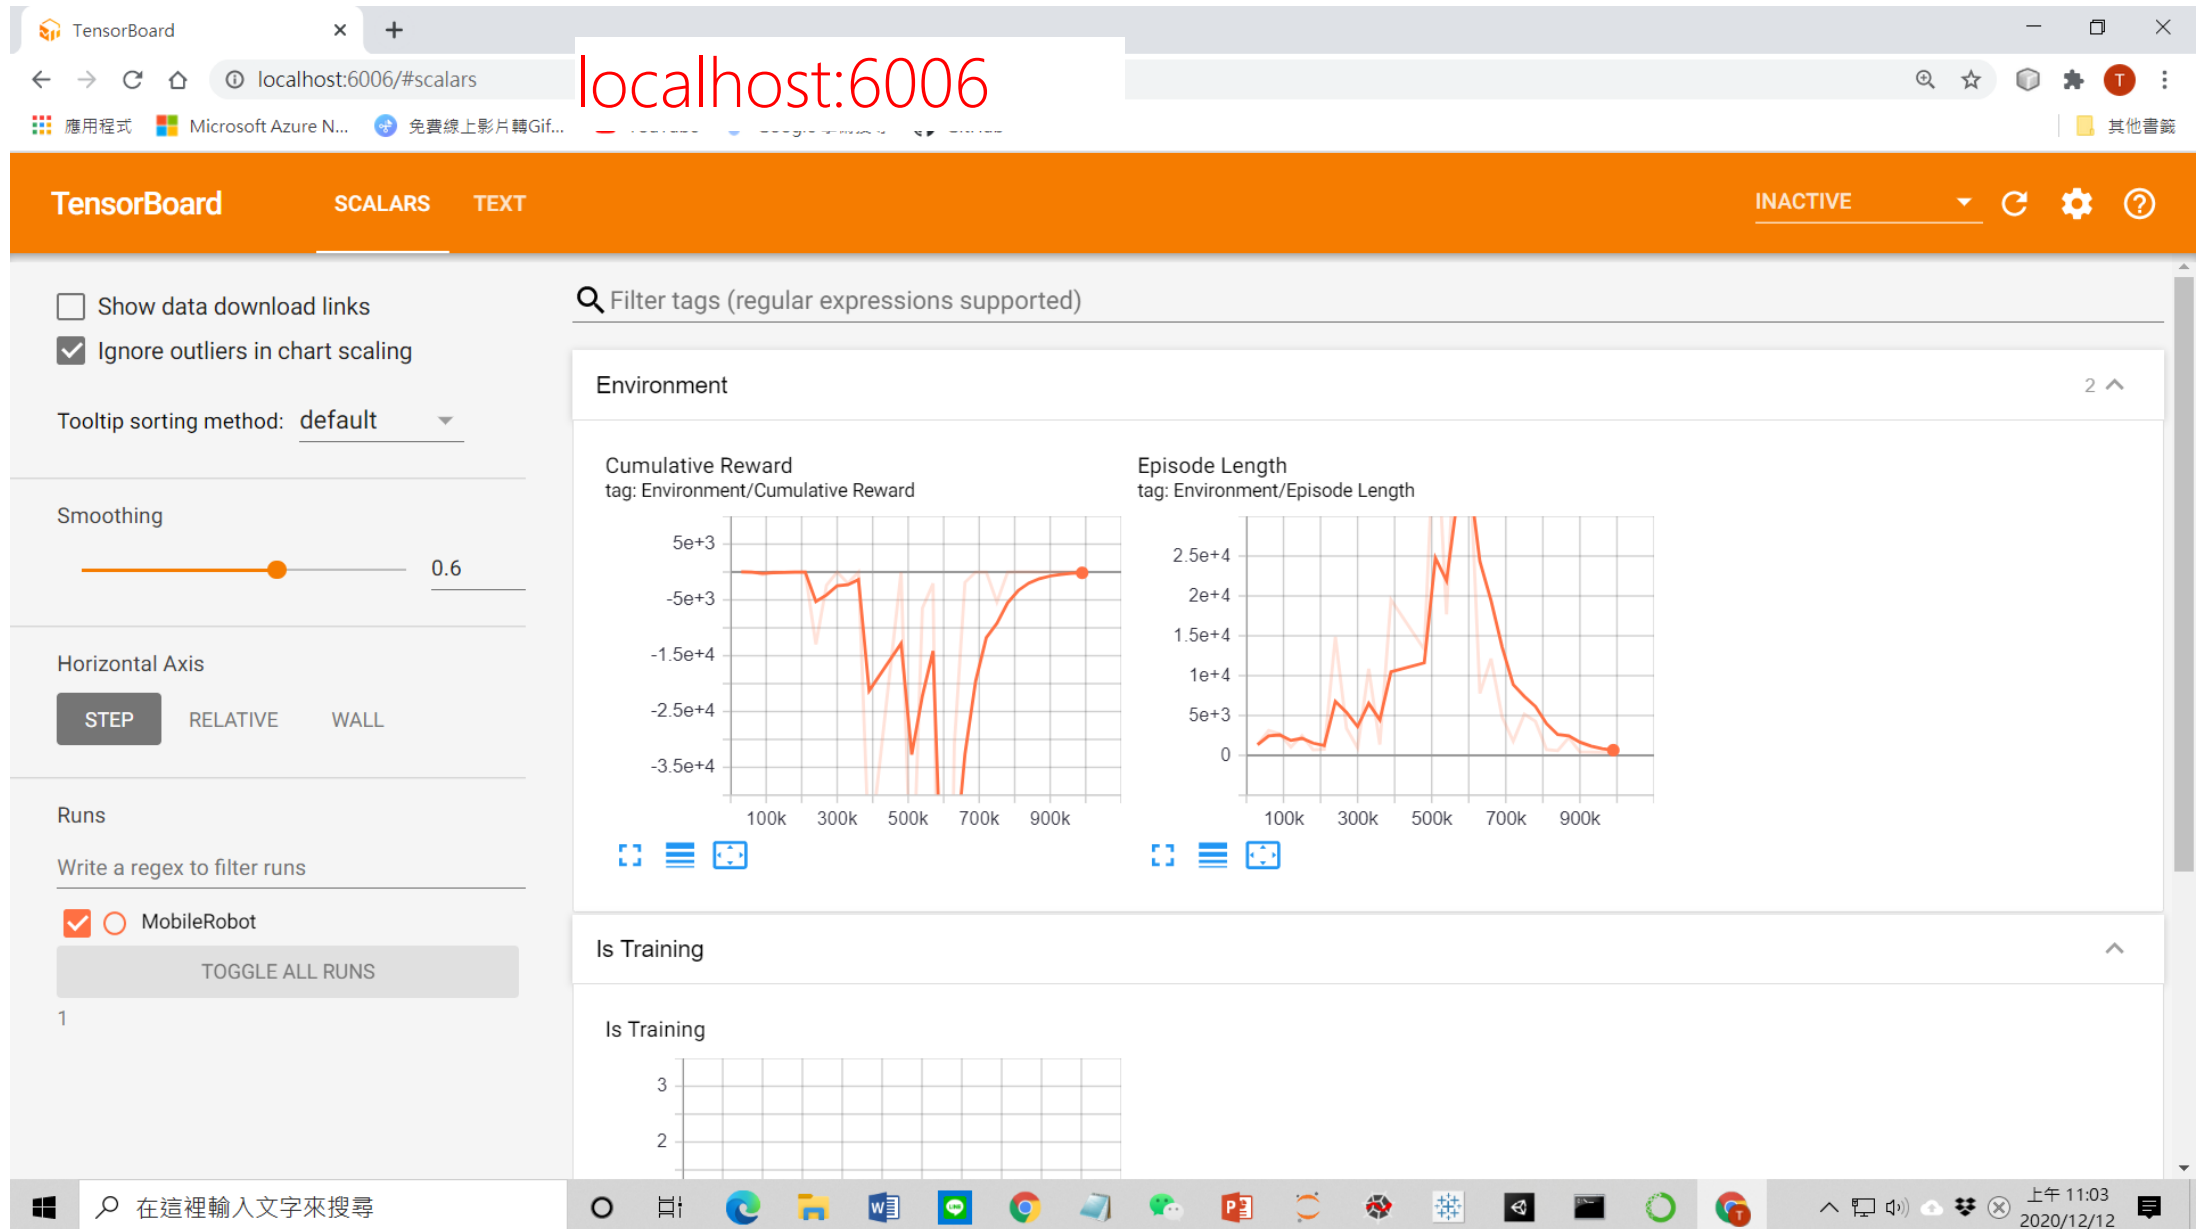 TensorBoard
localhost:6006/#scalars
localhost:6006
T
應用程式 Microsoft Azure N... 免費線上影片轉Gif...
其他書籤
TensorBoard SCALARS TEXT INACTIVE
Show data download links
Ignore outliers in chart scaling
Tooltip sorting method: default
Smoothing
0.6
Horizontal Axis
STEP RELATIVE WALL
Runs
Write a regex to filter runs
MobileRobot
TOGGLE ALL RUNS
1
Filter tags (regular expressions supported)
Environment 2
Cumulative Reward
tag: Environment/Cumulative Reward
5e+3
-5e+3
-1.5e+4
-2.5e+4
-3.5e+4
100k 300k 500k 700k 900k
Episode Length
tag: Environment/Episode Length
2.5e+4
2e+4
1.5e+4
1e+4
5e+3
0
100k 300k 500k 700k 900k
Is Training
Is Training
3
2
在這裡輸入文字來搜尋
上午 11:03
2020/12/12